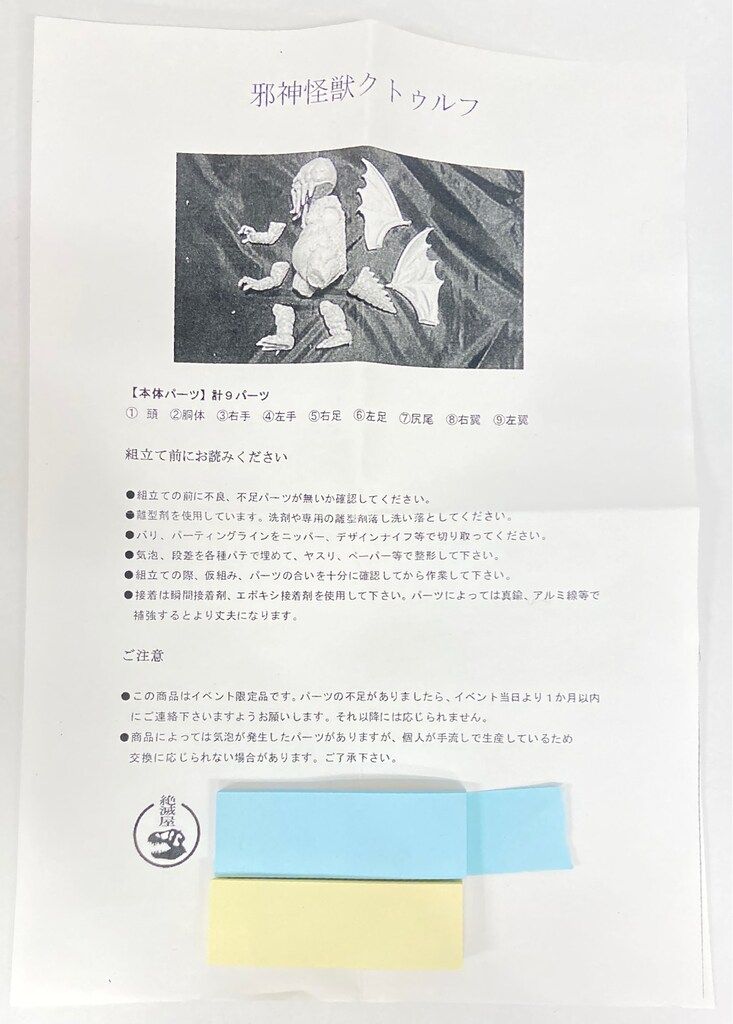 邪神怪獣クトゥルフ
【本体パーツ】計9パーツ
① 頭 ②胴体 ③右手 ④左手 ⑤右足 ⑥左足 ⑦尻尾 ⑧右翼 ⑨左翼
組立て前にお読みください
●組立ての前に不良、不足パーツが無いか確認してください。
●離型剤を使用しています。洗剤や専用の離型剤落し洗い落としてください。
●バリ、パーティングラインをニッパー、デザインナイフ等で切り取ってください。
●気泡、段差を各種パテで埋めて、ヤスリ、ペーパー等で整形して下さい。
●組立ての際、仮組み、パーツの合いを十分に確認してから作業して下さい。
●接着は瞬間接着剤、エポキシ接着剤を使用して下さい。パーツによっては真鍮、アルミ線等で
補強するとより丈夫になります。
ご注意
●この商品はイベント限定品です。パーツの不足がありましたら、イベント当日より1か月以内
にご連絡下さいますようお願いします。それ以降には応じられません。
●商品によっては気泡が発生したパーツがありますが、個人が手流しで生産しているため
交換に応じられない場合があります。ご了承下さい。
絶滅屋